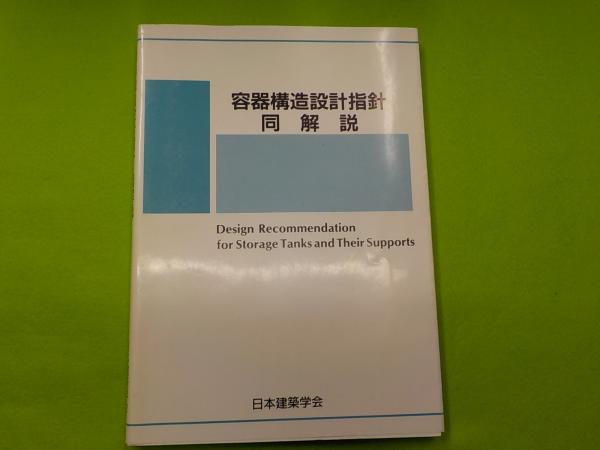 容器構造設計指針
同解説
Design Recommendation
for Storage Tanks and Their Supports
日本建築学会